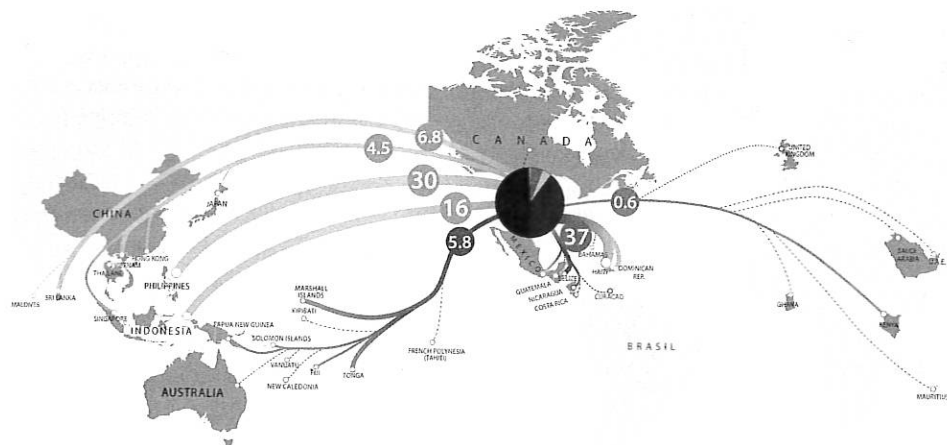 CANADA
6.8
4.5
30
16
5.8
37
0.6
UNITED
KINGDOM
CHINA
JAPAN
HONG KONG
THAILAND
MALDIVES
SRI LANKA
PHILIPPINES
SINGAPORE
INDONESIA
PAPUA NEW GUINEA
SOLOMON ISLANDS
VANUATU
NEW CALEDONIA
FIJI
TONGA
AUSTRALIA
MARSHALL
ISLANDS
KIRIBATI
FRENCH POLYNESIA
(TAHITI)
MEXICO
BAHAMAS
HAITI
DOMINICAN
REP.
BELIZE
GUATEMALA
NICARAGUA
COSTA RICA
CURACAO
BRASIL
SAUDI
ARABIA
U.A.E.
GHANA
KENYA
MAURITIUS